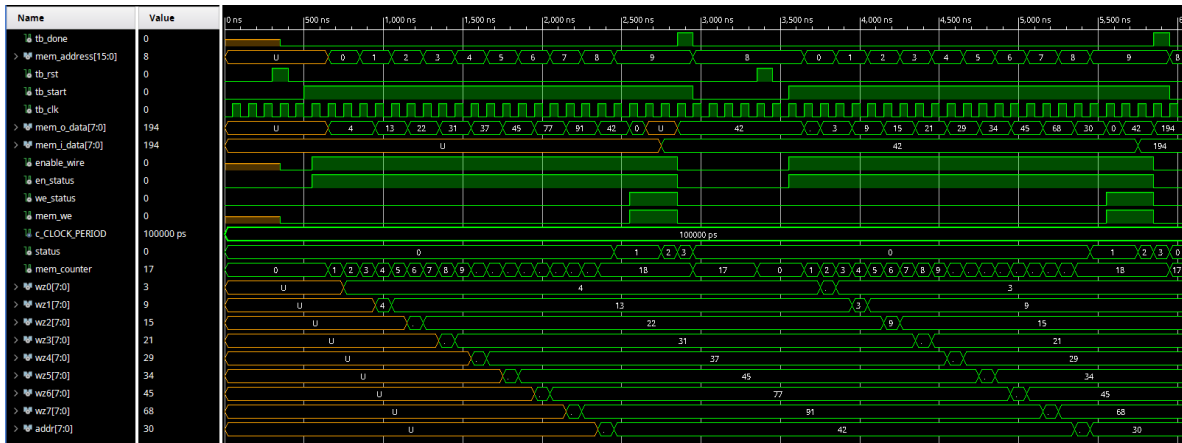 Name Value 0 ns 500 ns 1,000 ns 1,500 ns 2,000 ns 2,500 ns 3,000 ns 3,500 ns 4,000 ns 4,500 ns 5,000 ns 5,500 ns
tb_done 0
mem_address[15:0] 8 U 0 1 2 3 4 5 6 7 8 9 8 0 1 2 3 4 5 6 7 8 9 8
tb_rst 0
tb_start 0
tb_clk 0
mem_o_data[7:0] 194 U 4 13 22 31 37 45 77 91 42 0 U 42 . 3 9 15 21 29 34 45 68 30 0 42 194
mem_i_data[7:0] 194 U 42 194
enable_wire 0
en_status 0
we_status 0
mem_we 0
c_CLOCK_PERIOD 100000 ps 100000 ps
status 0 0 1 2 3 0 1 2 3 0
mem_counter 17 0 1 2 3 4 5 6 7 8 9 . . . . . . . . 18 17 0 1 2 3 4 5 6 7 8 9 . . . . . . . . 18 17
wz0[7:0] 3 U 4 . 3
wz1[7:0] 9 U 4 13 3 9
wz2[7:0] 15 U . 22 9 15
wz3[7:0] 21 U . 31 . 21
wz4[7:0] 29 U . 37 . 29
wz5[7:0] 34 U . 45 . 34
wz6[7:0] 45 U . 77 . 45
wz7[7:0] 68 U . 91 . 68
addr[7:0] 30 U . 42 . 30